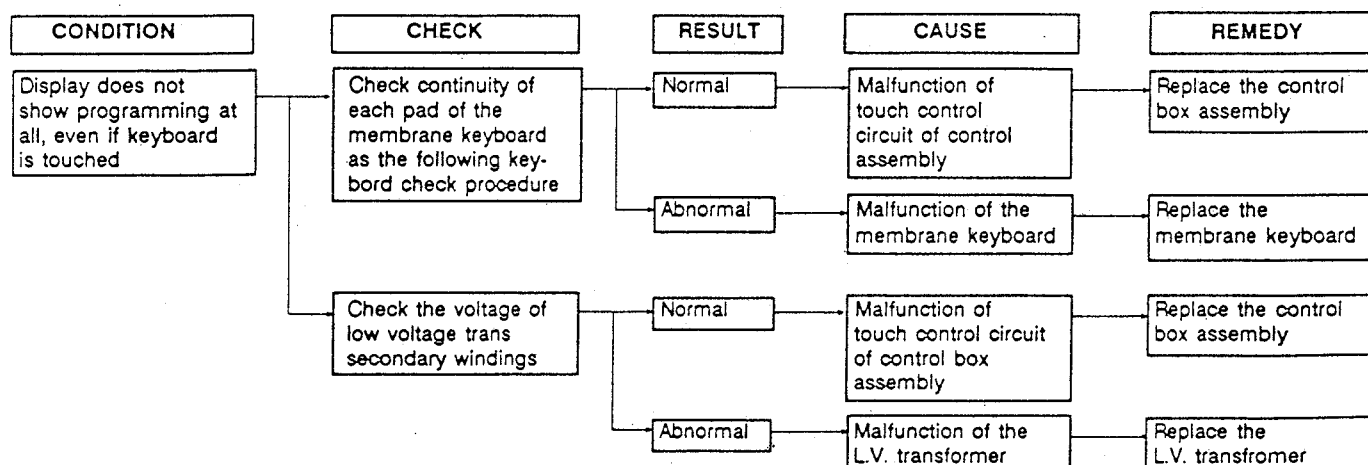 CONDITION
CHECK
RESULT
CAUSE
REMEDY
Display does not
show programming at
all, even if keyboard
is touched
Check continuity of
each pad of the
membrane keyboard
as the following key-
bord check procedure
Normal
Malfunction of
touch control
circuit of control
assembly
Replace the control
box assembly
Abnormal
Malfunction of the
membrane keyboard
Replace the
membrane keyboard
Check the voltage of
low voltage trans
secondary windings
Normal
Malfunction of
touch control circuit
of control box
assembly
Replace the control
box assembly
Abnormal
Malfunction of the
L.V. transformer
Replace the
L.V. transfromer